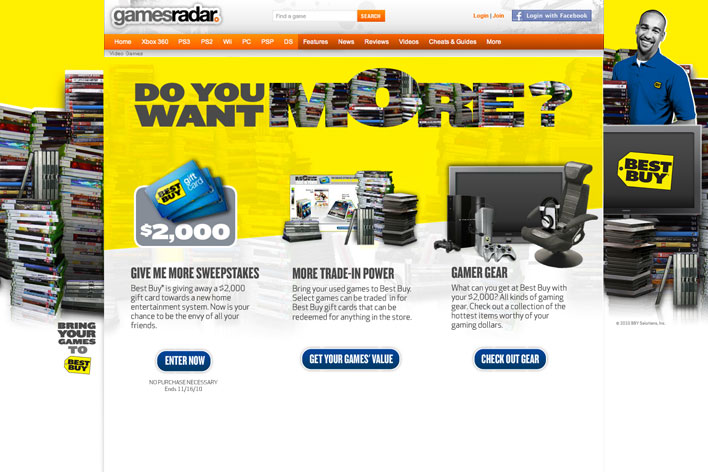 gamesradar.
Find a game
SEARCH
Login | Join
f Login with Facebook
Home Xbox 360 PS3 PS2 Wii PC PSP DS Features News Reviews Videos Cheats & Guides More
Video Games
DO YOU
WANT MORE?
BEST
BUY
gift
card
$2,000
BEST
BUY
GIVE ME MORE SWEEPSTAKES
Best Buy® is giving away a $2,000
gift card towards a new home
entertainment system. Now is your
chance to be the envy of all your
friends.
ENTER NOW
NO PURCHASE NECESSARY
Ends 11/16/10
MORE TRADE-IN POWER
Bring your used games to Best Buy.
Select games can be traded in for
Best Buy gift cards that can be
redeemed for anything in the store.
GET YOUR GAMES' VALUE
GAMER GEAR
What can you get at Best Buy with
your $2,000? All kinds of gaming
gear. Check out a collection of the
hottest items worthy of your
gaming dollars.
CHECK OUT GEAR
BRING
YOUR
GAMES
TO
BEST
BUY
© 2010 BBY Solutions, Inc.